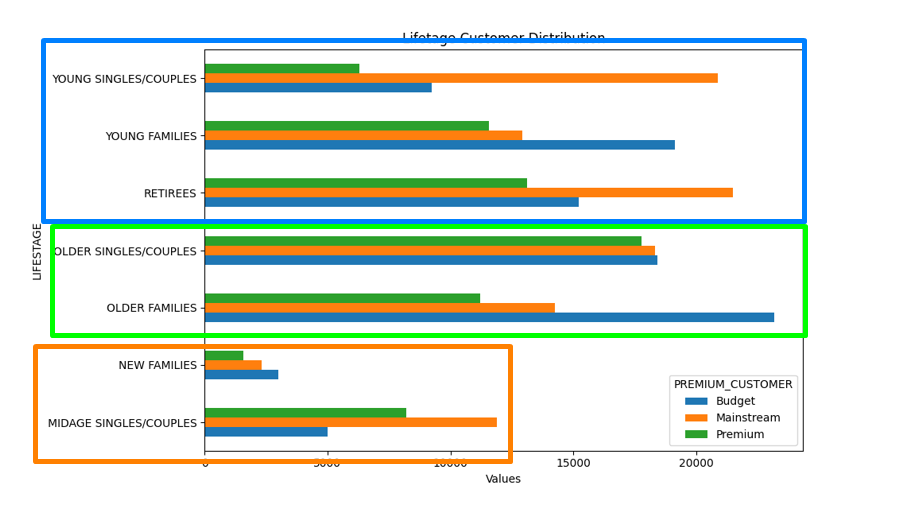 Lifetage Customer Distribution
YOUNG SINGLES/COUPLES
YOUNG FAMILIES
RETIREES
OLDER SINGLES/COUPLES
OLDER FAMILIES
NEW FAMILIES
MIDAGE SINGLES/COUPLES
LIFESTAGE
PREMIUM_CUSTOMER
Budget
Mainstream
Premium
0 5000 10000 15000 20000
Values